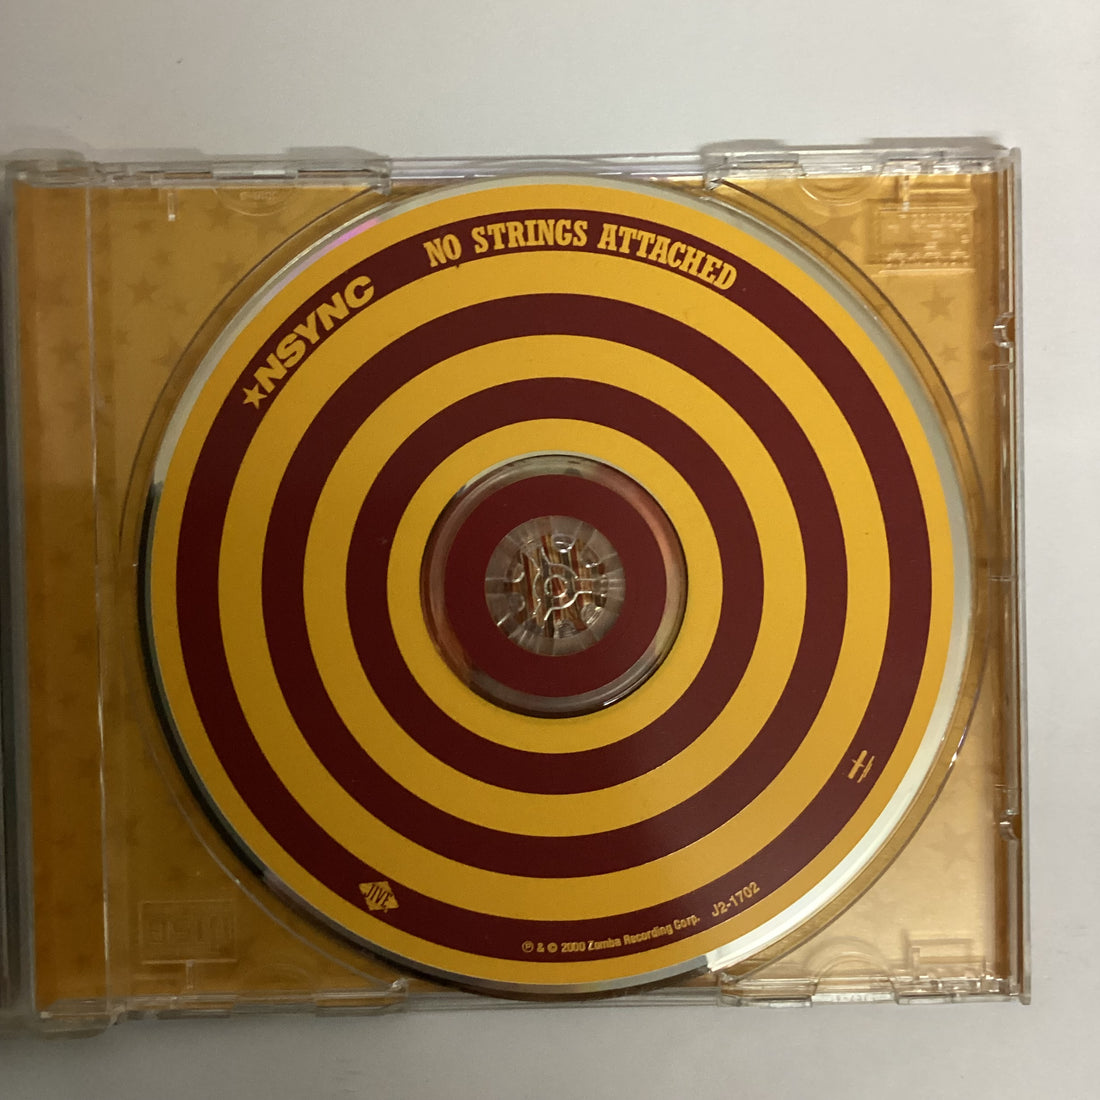 ★NSYNC
NO STRINGS ATTACHED
JIVE
℗ & © 2000 Zomba Recording Corp.
J2-1702